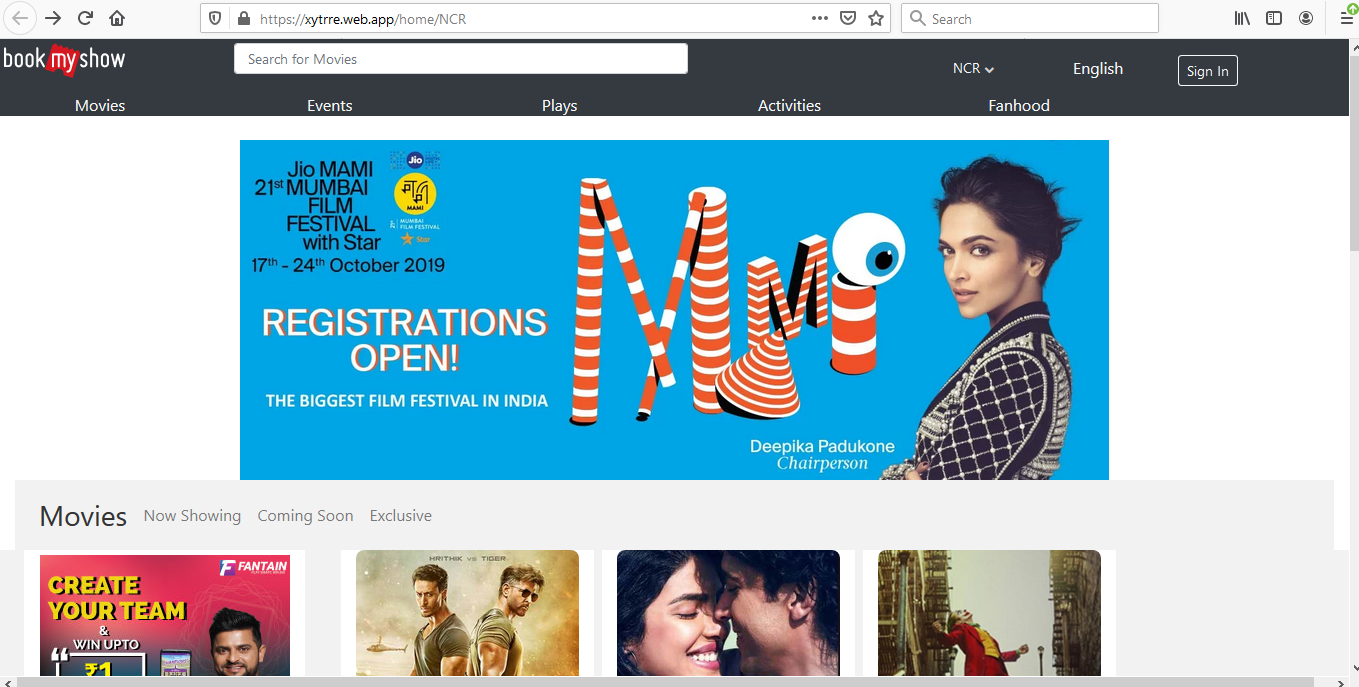 https://xytrre.web.app/home/NCR
Search
book my show
Search for Movies
NCR
English
Sign In
Movies
Events
Plays
Activities
Fanhood
Jio MAMI
21st MUMBAI
FILM
FESTIVAL
with Star
17th - 24th October 2019
Jio
MAMI
MUMBAI
FILM FESTIVAL
Star
REGISTRATIONS
OPEN!
THE BIGGEST FILM FESTIVAL IN INDIA
MaMi
Deepika Padukone
Chairperson
Movies
Now Showing
Coming Soon
Exclusive
FANTAIN
CREATE
YOUR TEAM
&
WIN UPTO
₹1
HRITHIK vs TIGER